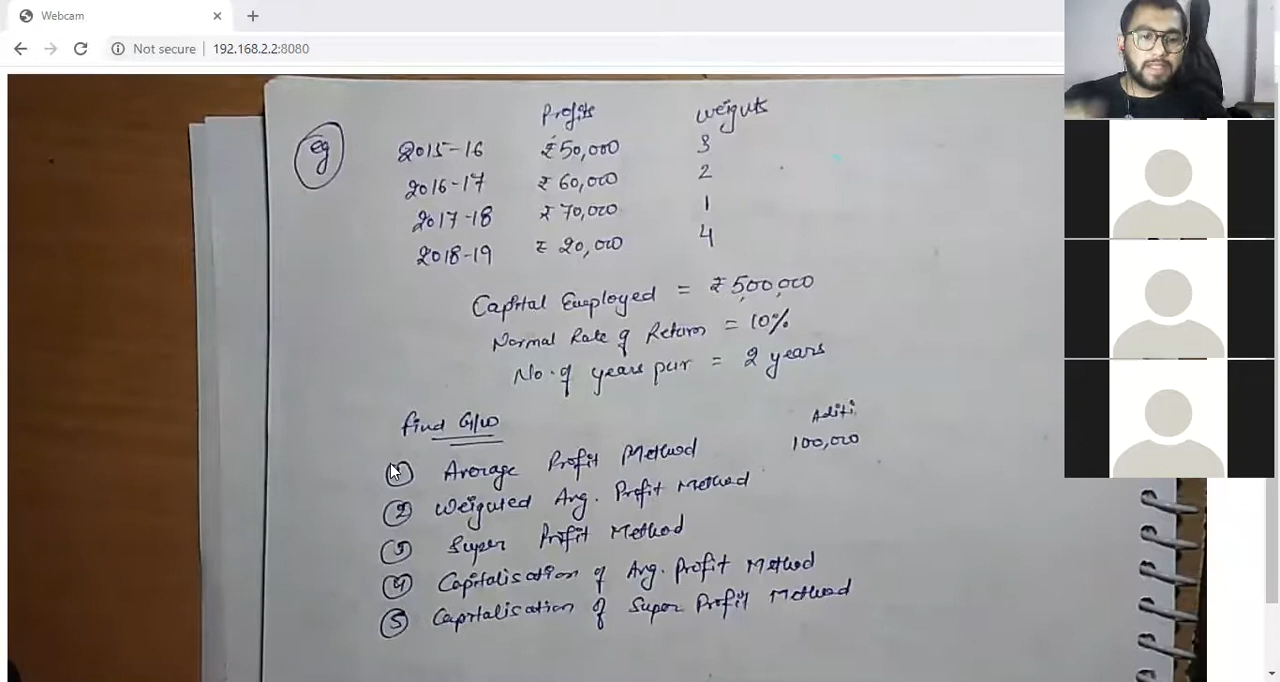 Webcam
Not secure
192.168.2.2:8080
Profits weights
eg 2015-16 ₹50,000 3
2016-17 ₹ 60,000 2
2017-18 ₹ 70,000 1
2018-19 ₹ 20,000 4
Capital Employed = ₹ 5,00,000
Normal Rate of Return = 10%
No. of years pur = 2 years
find G/W
Aditi
① Average Profit Method 100,000
② Weighted Avg. Profit Method
③ Super Profit Method
④ Capitalisation of Avg. Profit Method
⑤ Capitalisation of Super Profit Method